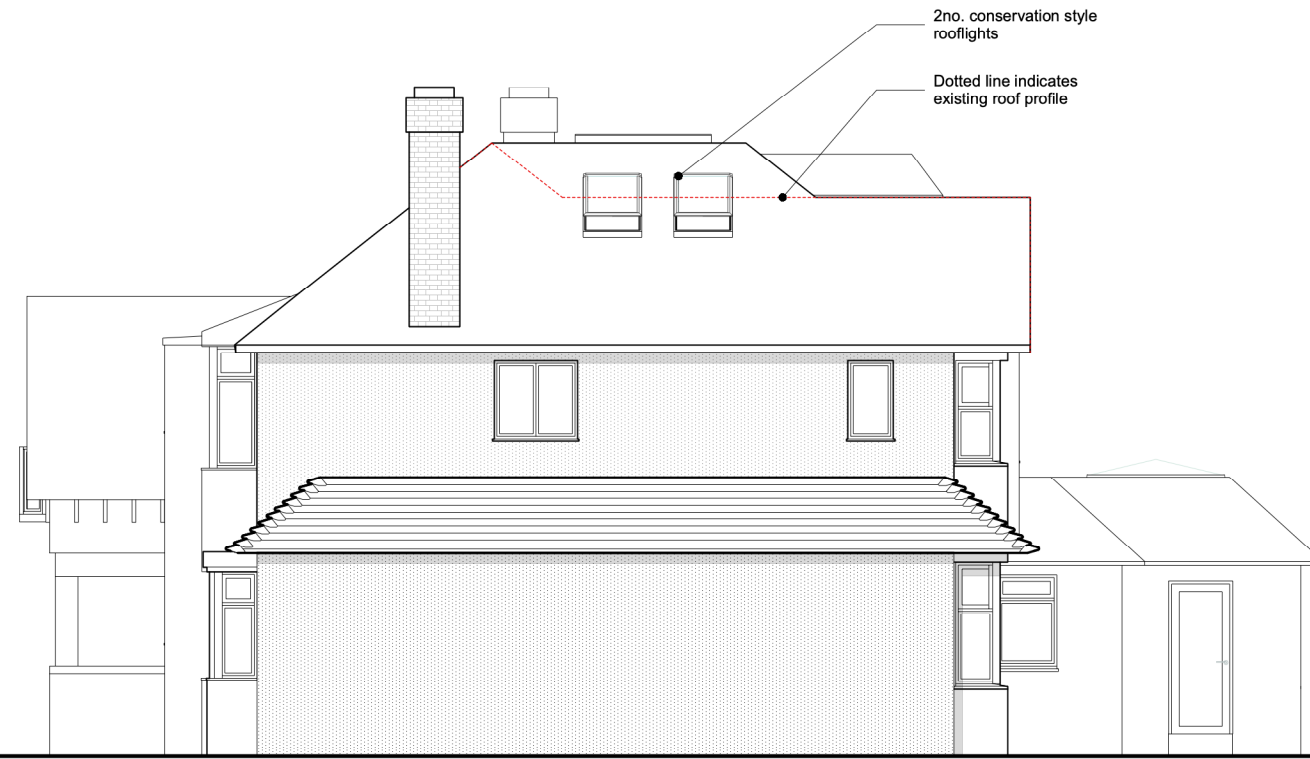 2no. conservation style
rooflights
Dotted line indicates
existing roof profile